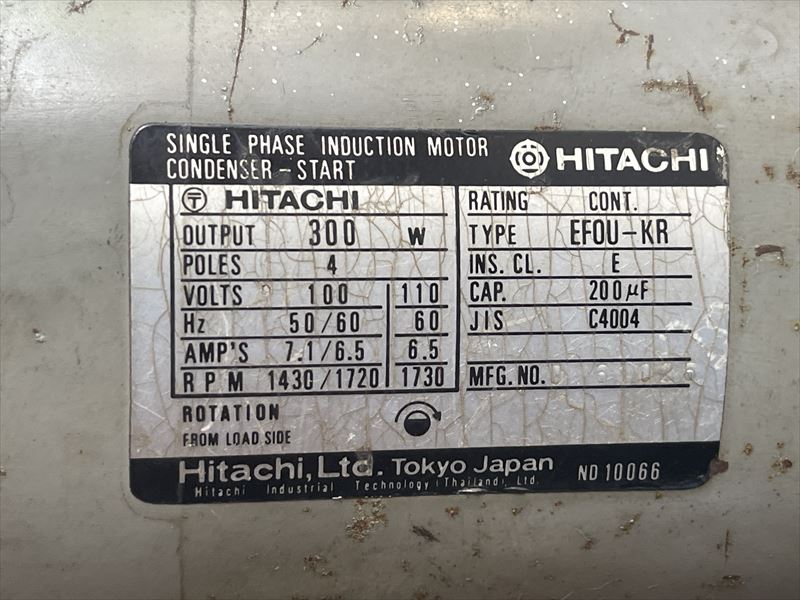 SINGLE PHASE INDUCTION MOTOR
CONDENSER-START
HITACHI
〒 HITACHI
OUTPUT 300 W
POLES 4
VOLTS 100 110
Hz 50/60 60
AMP'S 7.1/6.5 6.5
RPM 1430/1720 1730
RATING CONT.
TYPE EFOU-KR
INS. CL. E
CAP. 200μF
JIS C4004
MFG. NO.
ROTATION
FROM LOAD SIDE
Hitachi, Ltd. Tokyo Japan
Hitachi Industrial Technology (Thailand), Ltd.
ND 10066